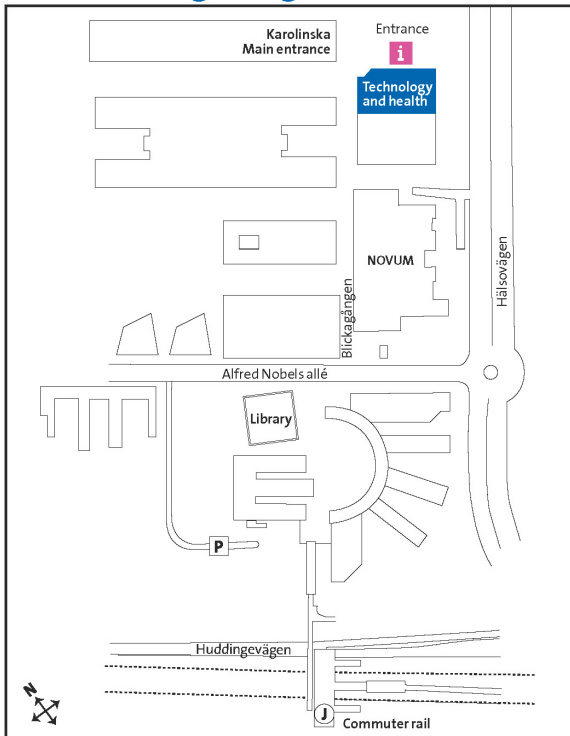 Karolinska
Main entrance
Entrance
i
Technology
and health
NOVUM
Hälsovägen
Blickagången
Alfred Nobels allé
Library
P
Huddingevägen
N
J
Commuter rail